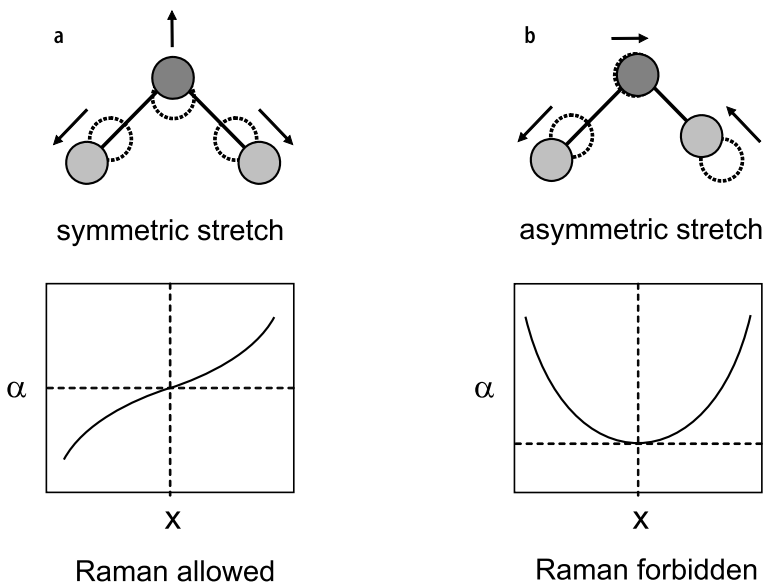 a
b
symmetric stretch
asymmetric stretch
α
α
x
x
Raman allowed
Raman forbidden